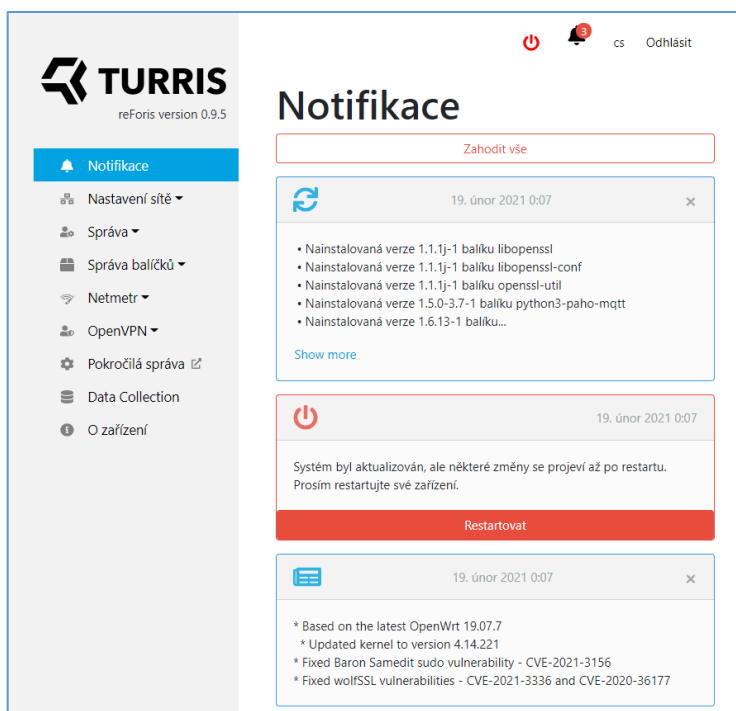 3
cs
Odhlásit
TURRIS
reForis version 0.9.5
Notifikace
Nastavení sítě
Správa
Správa balíčků
Netmetr
OpenVPN
Pokročilá správa
Data Collection
O zařízení
Notifikace
Zahodit vše
19. únor 2021 0:07
• Nainstalovaná verze 1.1.1j-1 balíku libopenssl
• Nainstalovaná verze 1.1.1j-1 balíku libopenssl-conf
• Nainstalovaná verze 1.1.1j-1 balíku openssl-util
• Nainstalovaná verze 1.5.0-3.7-1 balíku python3-paho-mqtt
• Nainstalovaná verze 1.6.13-1 balíku...
Show more
19. únor 2021 0:07
Systém byl aktualizován, ale některé změny se projeví až po restartu.
Prosím restartujte své zařízení.
Restartovat
19. únor 2021 0:07
* Based on the latest OpenWrt 19.07.7
* Updated kernel to version 4.14.221
* Fixed Baron Samedit sudo vulnerability - CVE-2021-3156
* Fixed wolfSSL vulnerabilities - CVE-2021-3336 and CVE-2020-36177